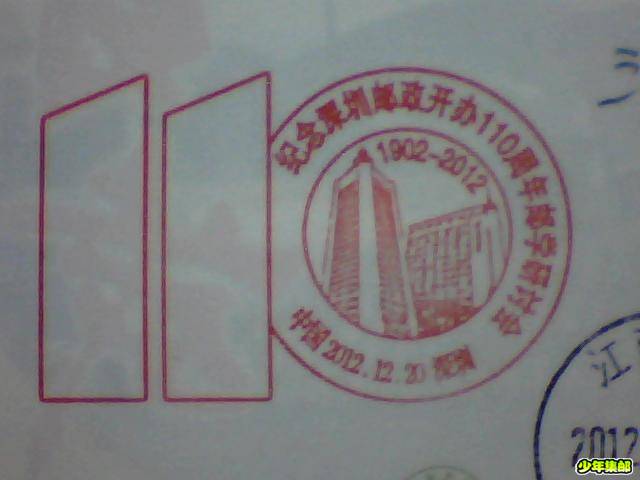 纪念深圳邮政开办110周年邮学研讨会
1902-2012
中国 2012.12.20 深圳
江
2012
少年集邮